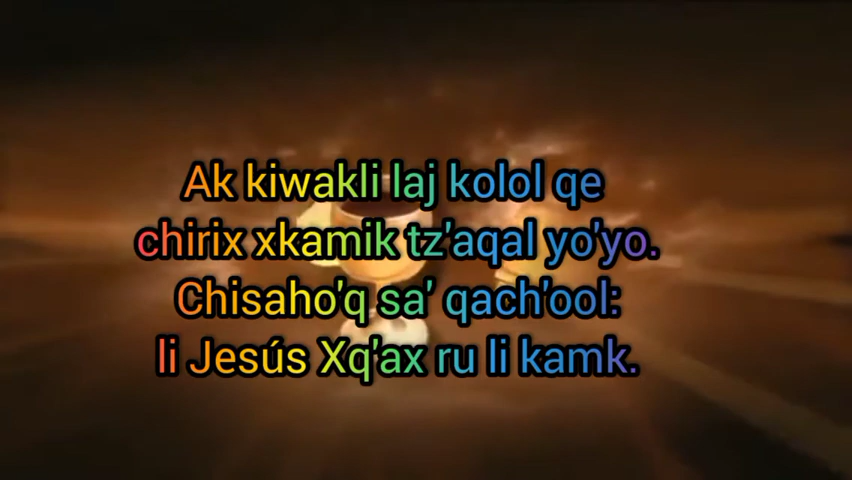 Ak kiwakli laj kolol qe
chirix xkamik tz'aqal yo'yo.
Chisaho'q sa' qach'ool:
li Jesús Xq'ax ru li kamk.